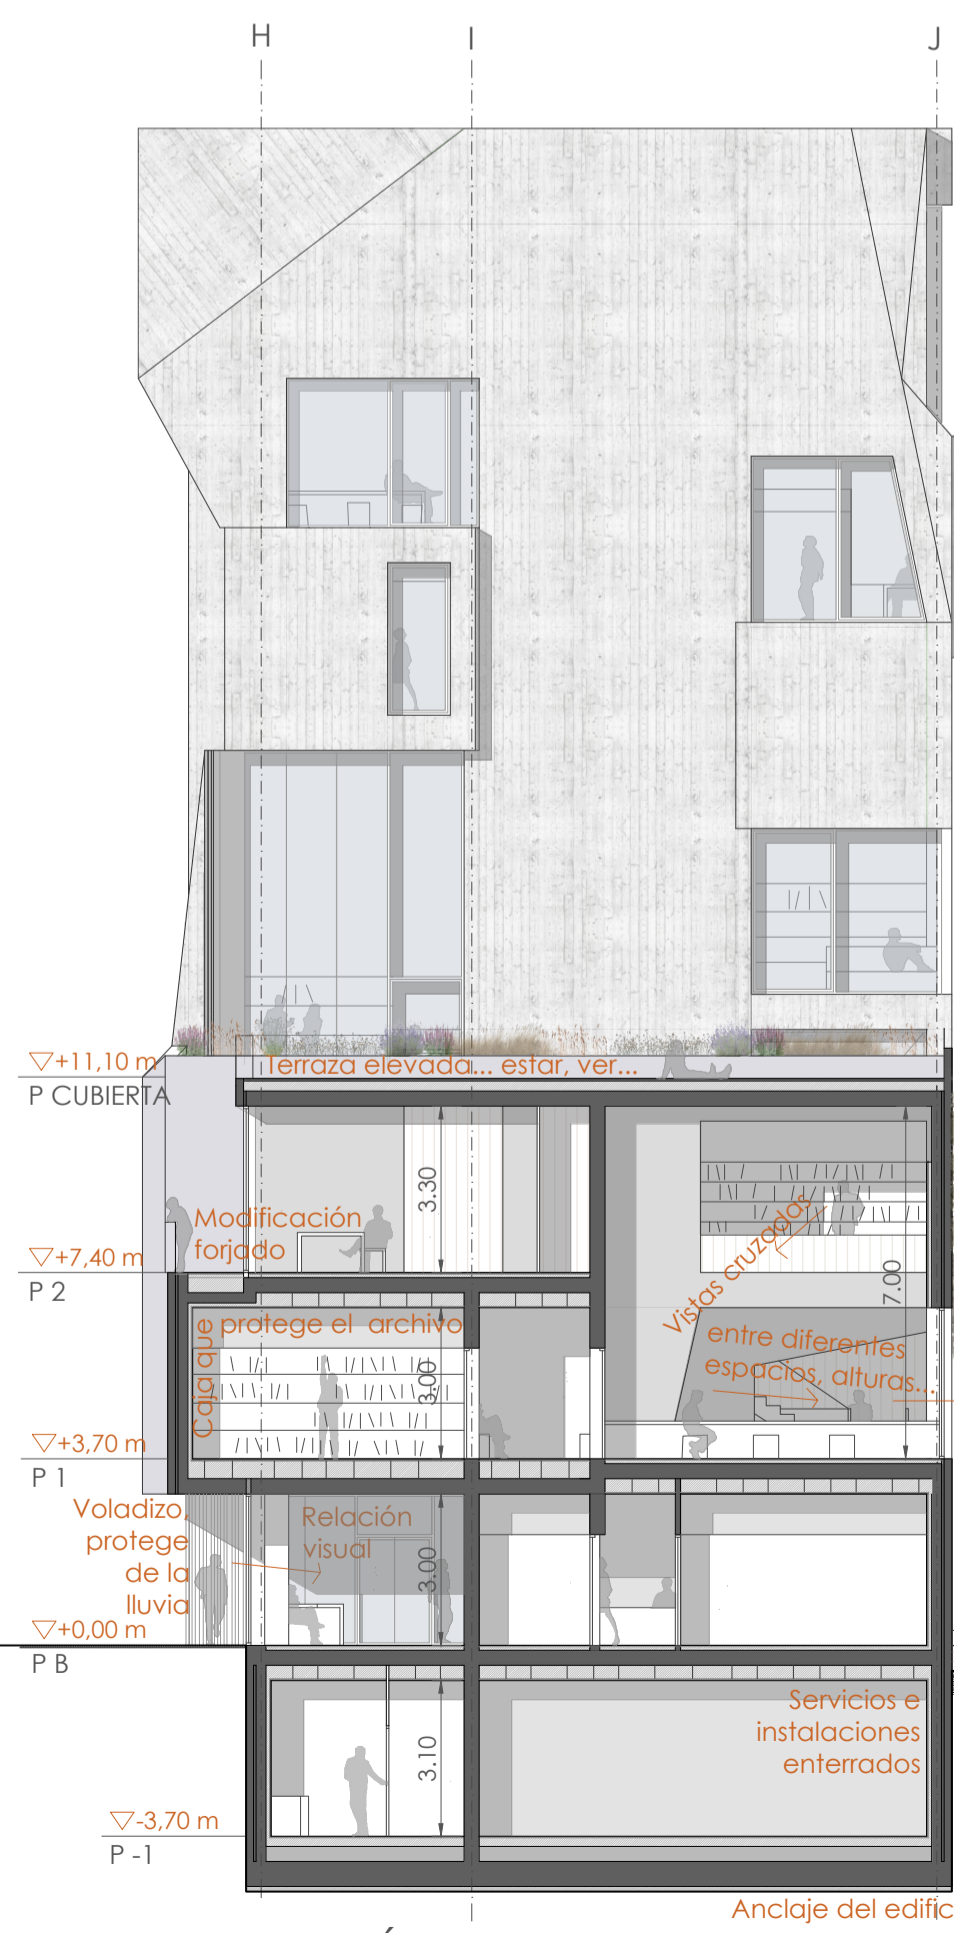 H I J
▽+11,10 m
P CUBIERTA
Terraza elevada... estar, ver...
3.30
Modificación
forjado
▽+7,40 m
P 2
Vistas cruzadas
7.00
entre diferentes
espacios, alturas...
Caja que
protege el archivo
3.00
▽+3,70 m
P 1
Voladizo,
protege
de la
lluvia
Relación
visual
3.00
▽+0,00 m
P B
Servicios e
instalaciones
enterrados
3.10
▽-3,70 m
P -1
Anclaje del edific